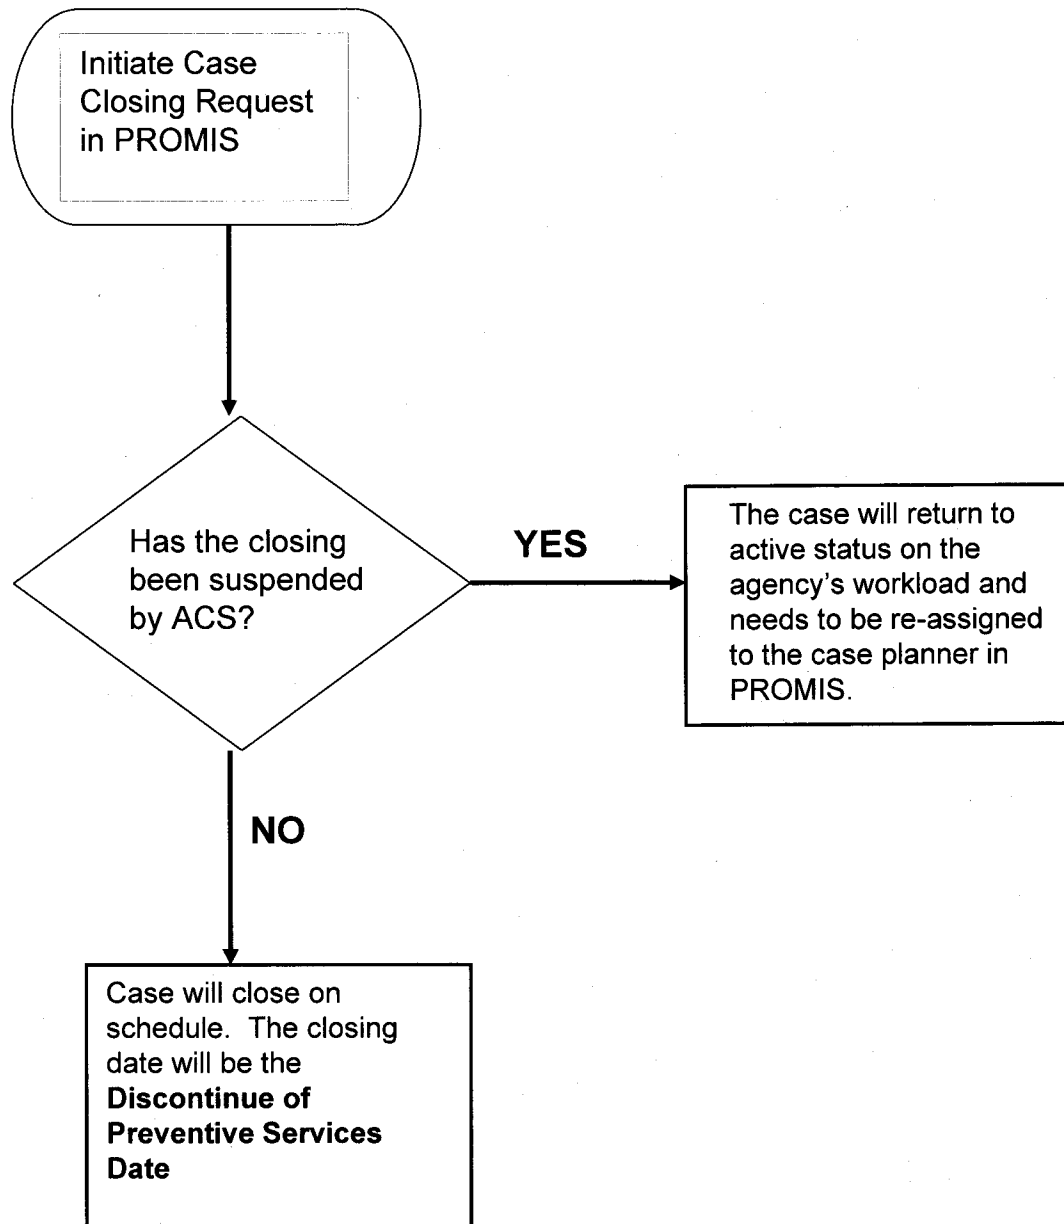 Initiate Case
Closing Request
in PROMIS
Has the closing
been suspended
by ACS?
YES
The case will return to
active status on the
agency's workload and
needs to be re-assigned
to the case planner in
PROMIS.
NO
Case will close on
schedule.  The closing
date will be the
Discontinue of
Preventive Services
Date